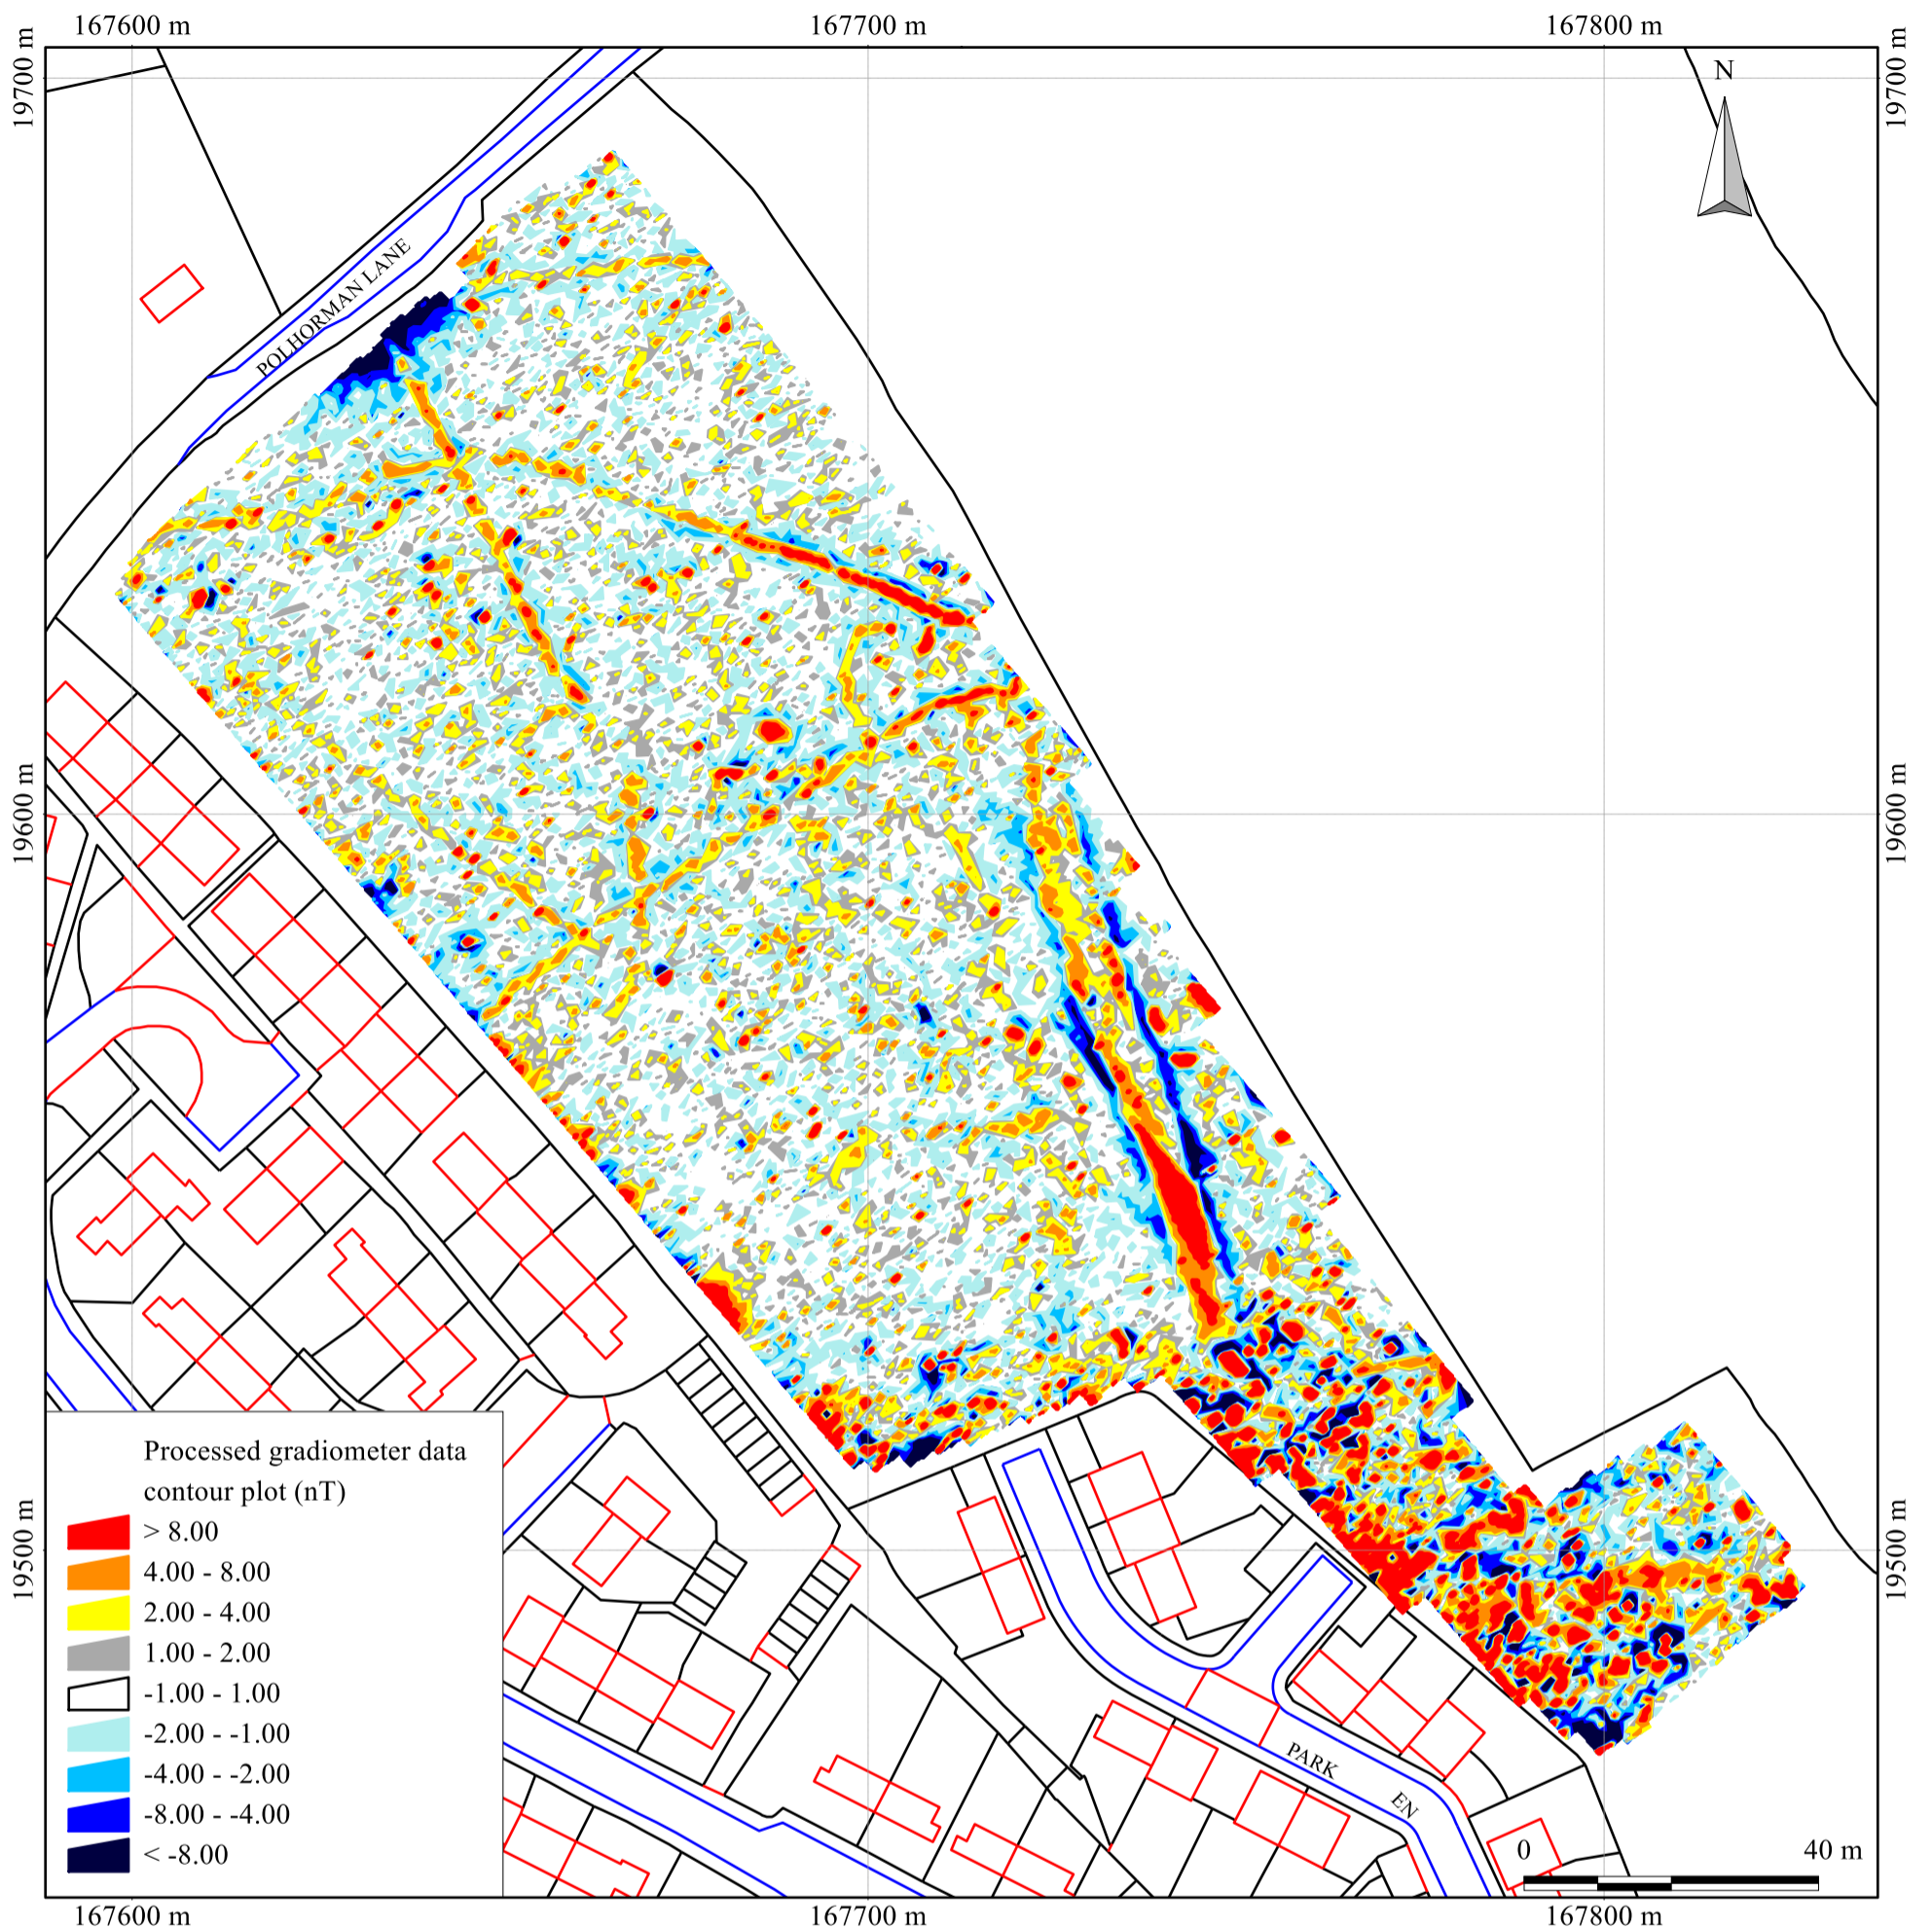 167600 m
167700 m
167800 m
19700 m
19700 m
N
POLHORMAN LANE
19600 m
19600 m
Processed gradiometer data
contour plot (nT)
> 8.00
4.00 - 8.00
2.00 - 4.00
1.00 - 2.00
-1.00 - 1.00
-2.00 - -1.00
-4.00 - -2.00
-8.00 - -4.00
< -8.00
19500 m
19500 m
PARK
EN
0
40 m
167600 m
167700 m
167800 m